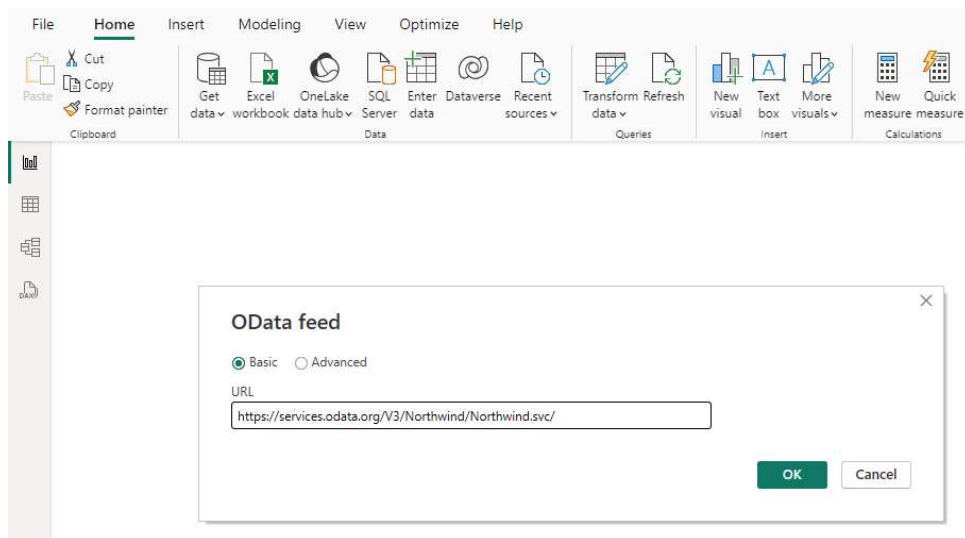 File Home Insert Modeling View Optimize Help
Paste
Cut
Copy
Format painter
Clipboard
Get data
Excel workbook
OneLake data hub
SQL Server
Enter data
Dataverse
Recent sources
Data
Transform data
Refresh
Queries
New visual
A
Text box
More visuals
Insert
New measure
Quick measure
Calculations
DAX
OData feed
Basic Advanced
URL
https://services.odata.org/V3/Northwind/Northwind.svc/
OK Cancel